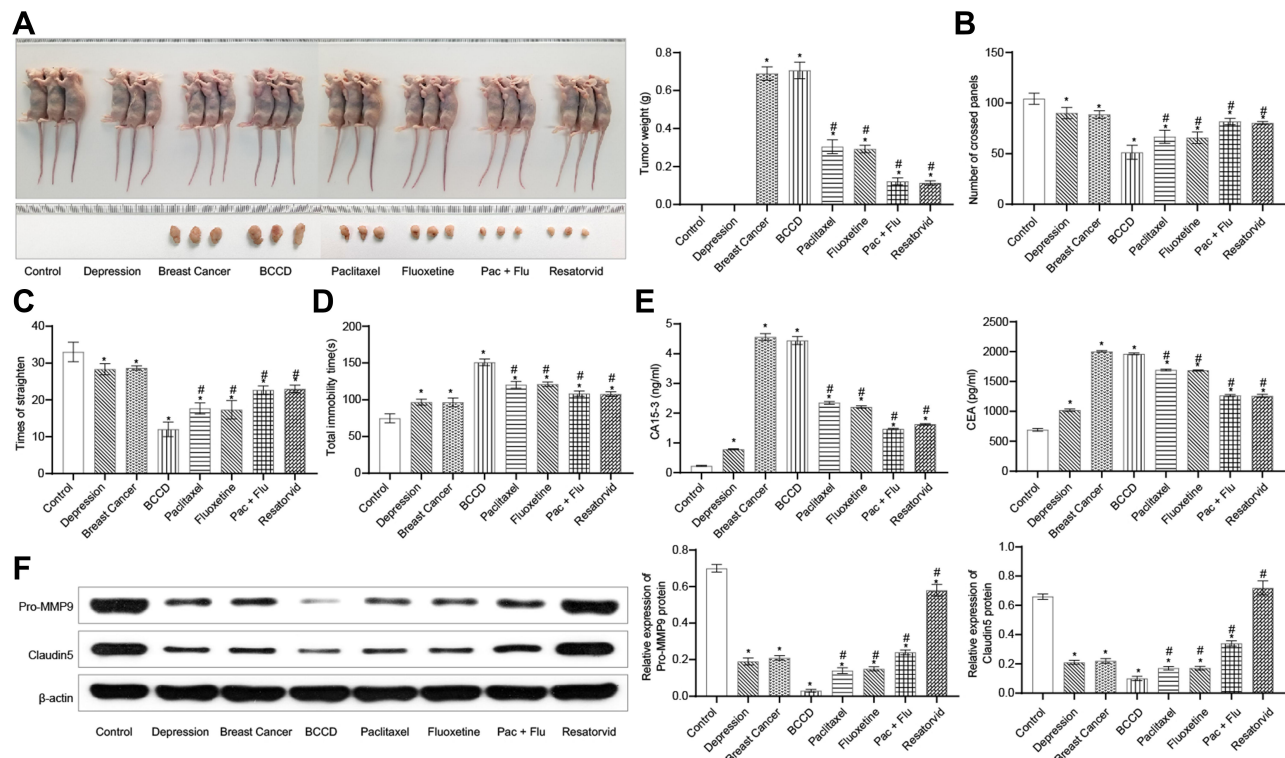 A
Control Depression Breast Cancer BCCD Paclitaxel Fluoxetine Pac + Flu Resatorvid
Tumor weight (g)
0.8
0.6
0.4
0.2
0.0
*
*
#
*
#
*
#
*
#
*
Control
Depression
Breast Cancer
BCCD
Paclitaxel
Fluoxetine
Pac + Flu
Resatorvid
B
Number of crossed panels
150
100
50
0
*
*
*
#
*
#
*
#
*
#
*
Control
Depression
Breast Cancer
BCCD
Paclitaxel
Fluoxetine
Pac + Flu
Resatorvid
C
Times of straighten
40
30
20
10
0
*
*
*
#
*
#
*
#
*
#
*
Control
Depression
Breast Cancer
BCCD
Paclitaxel
Fluoxetine
Pac + Flu
Resatorvid
D
Total immobility time(s)
200
150
100
50
0
*
*
*
#
*
#
*
#
*
#
*
Control
Depression
Breast Cancer
BCCD
Paclitaxel
Fluoxetine
Pac + Flu
Resatorvid
E
CA15-3 (ng/ml)
5
4
3
2
1
0
*
*
*
#
*
#
*
#
*
#
*
Control
Depression
Breast Cancer
BCCD
Paclitaxel
Fluoxetine
Pac + Flu
Resatorvid
CEA (pg/ml)
2500
2000
1500
1000
500
0
*
*
*
#
*
#
*
#
*
#
*
Control
Depression
Breast Cancer
BCCD
Paclitaxel
Fluoxetine
Pac + Flu
Resatorvid
F
Pro-MMP9
Claudin5
β-actin
Control Depression Breast Cancer BCCD Paclitaxel Fluoxetine Pac + Flu Resatorvid
Relative expression of
Pro-MMP9 protein
0.8
0.6
0.4
0.2
0.0
*
*
*
#
*
#
*
#
*
#
*
Control
Depression
Breast Cancer
BCCD
Paclitaxel
Fluoxetine
Pac + Flu
Resatorvid
Relative expression of
Claudin5 protein
1.0
0.8
0.6
0.4
0.2
0.0
*
*
*
#
*
#
*
#
*
#
*
Control
Depression
Breast Cancer
BCCD
Paclitaxel
Fluoxetine
Pac + Flu
Resatorvid